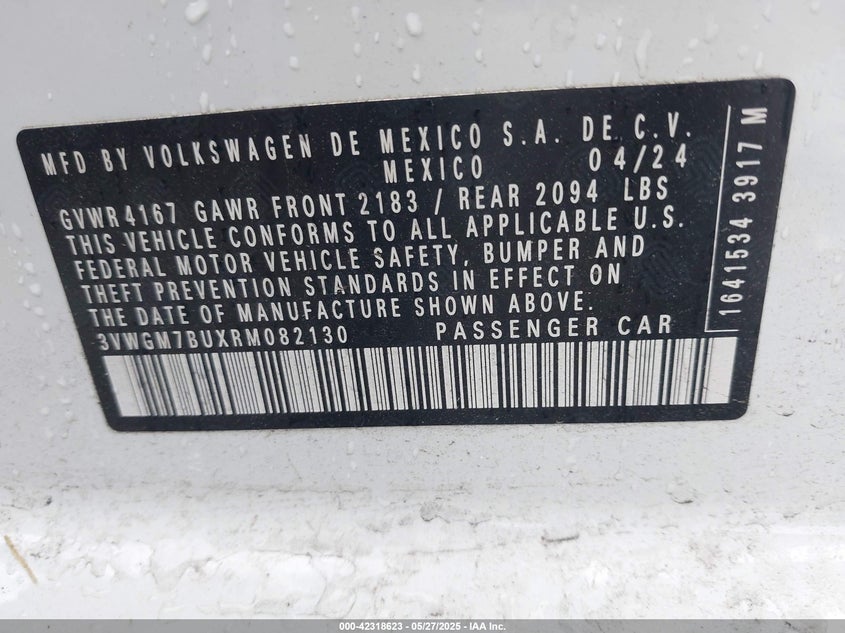 MFD BY VOLKSWAGEN DE MEXICO S.A. DE C.V.
MEXICO 04/24
GVWR 4167 GAWR FRONT 2183 / REAR 2094 LBS
THIS VEHICLE CONFORMS TO ALL APPLICABLE U.S.
FEDERAL MOTOR VEHICLE SAFETY, BUMPER AND
THEFT PREVENTION STANDARDS IN EFFECT ON
THE DATE OF MANUFACTURE SHOWN ABOVE.
3VWGM7BUXRM082130 PASSENGER CAR
1641534 3917 M
000-42318623 - 05/27/2025 - IAA Inc.